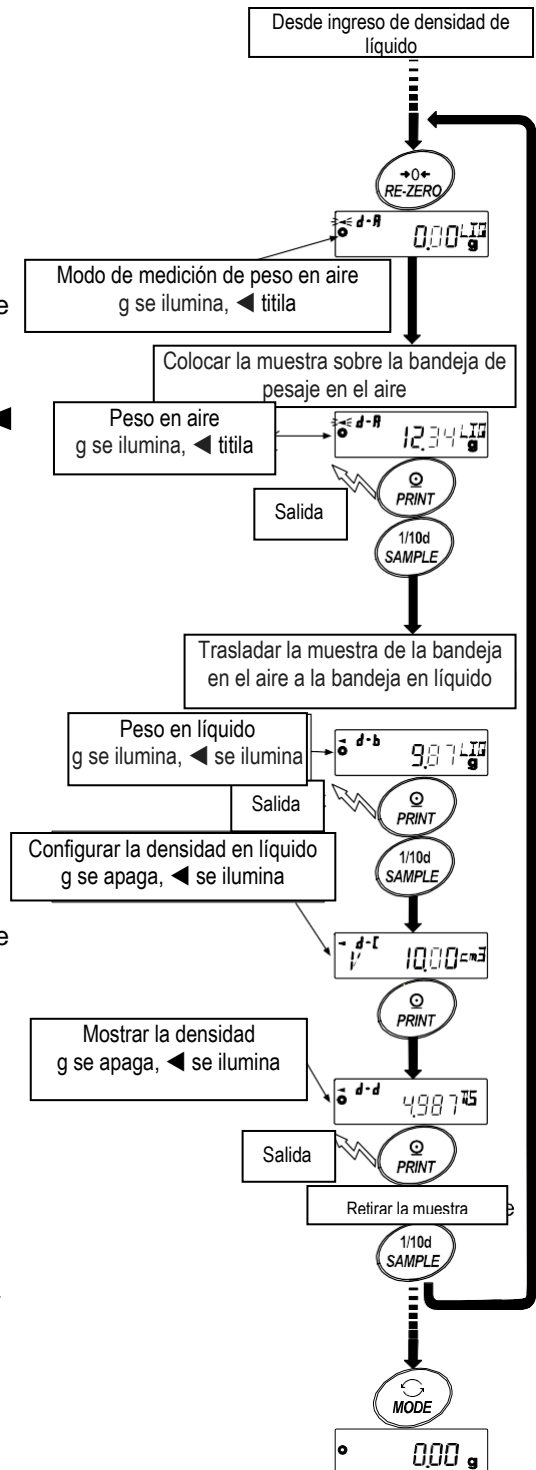 Desde ingreso de densidad de
líquido
→0←
RE-ZERO
d-A
0.00 LIQ
g
Modo de medición de peso en aire
g se ilumina, ◄ titila
e
Colocar la muestra sobre la bandeja de
pesaje en el aire
◄
Peso en aire
g se ilumina, ◄ titila
d-A
12.34 LIQ
g
PRINT
Salida
1/10d
SAMPLE
Trasladar la muestra de la bandeja
en el aire a la bandeja en líquido
Peso en líquido
g se ilumina, ◄ se ilumina
d-b
9.87 LIQ
g
Salida
PRINT
Configurar la densidad en líquido
g se apaga, ◄ se ilumina
1/10d
SAMPLE
e
d-C
V 10.00 cm3
PRINT
Mostrar la densidad
g se apaga, ◄ se ilumina
d-d
4.987
Salida
PRINT
Retirar la muestra
e
1/10d
SAMPLE
MODE
0.00 g